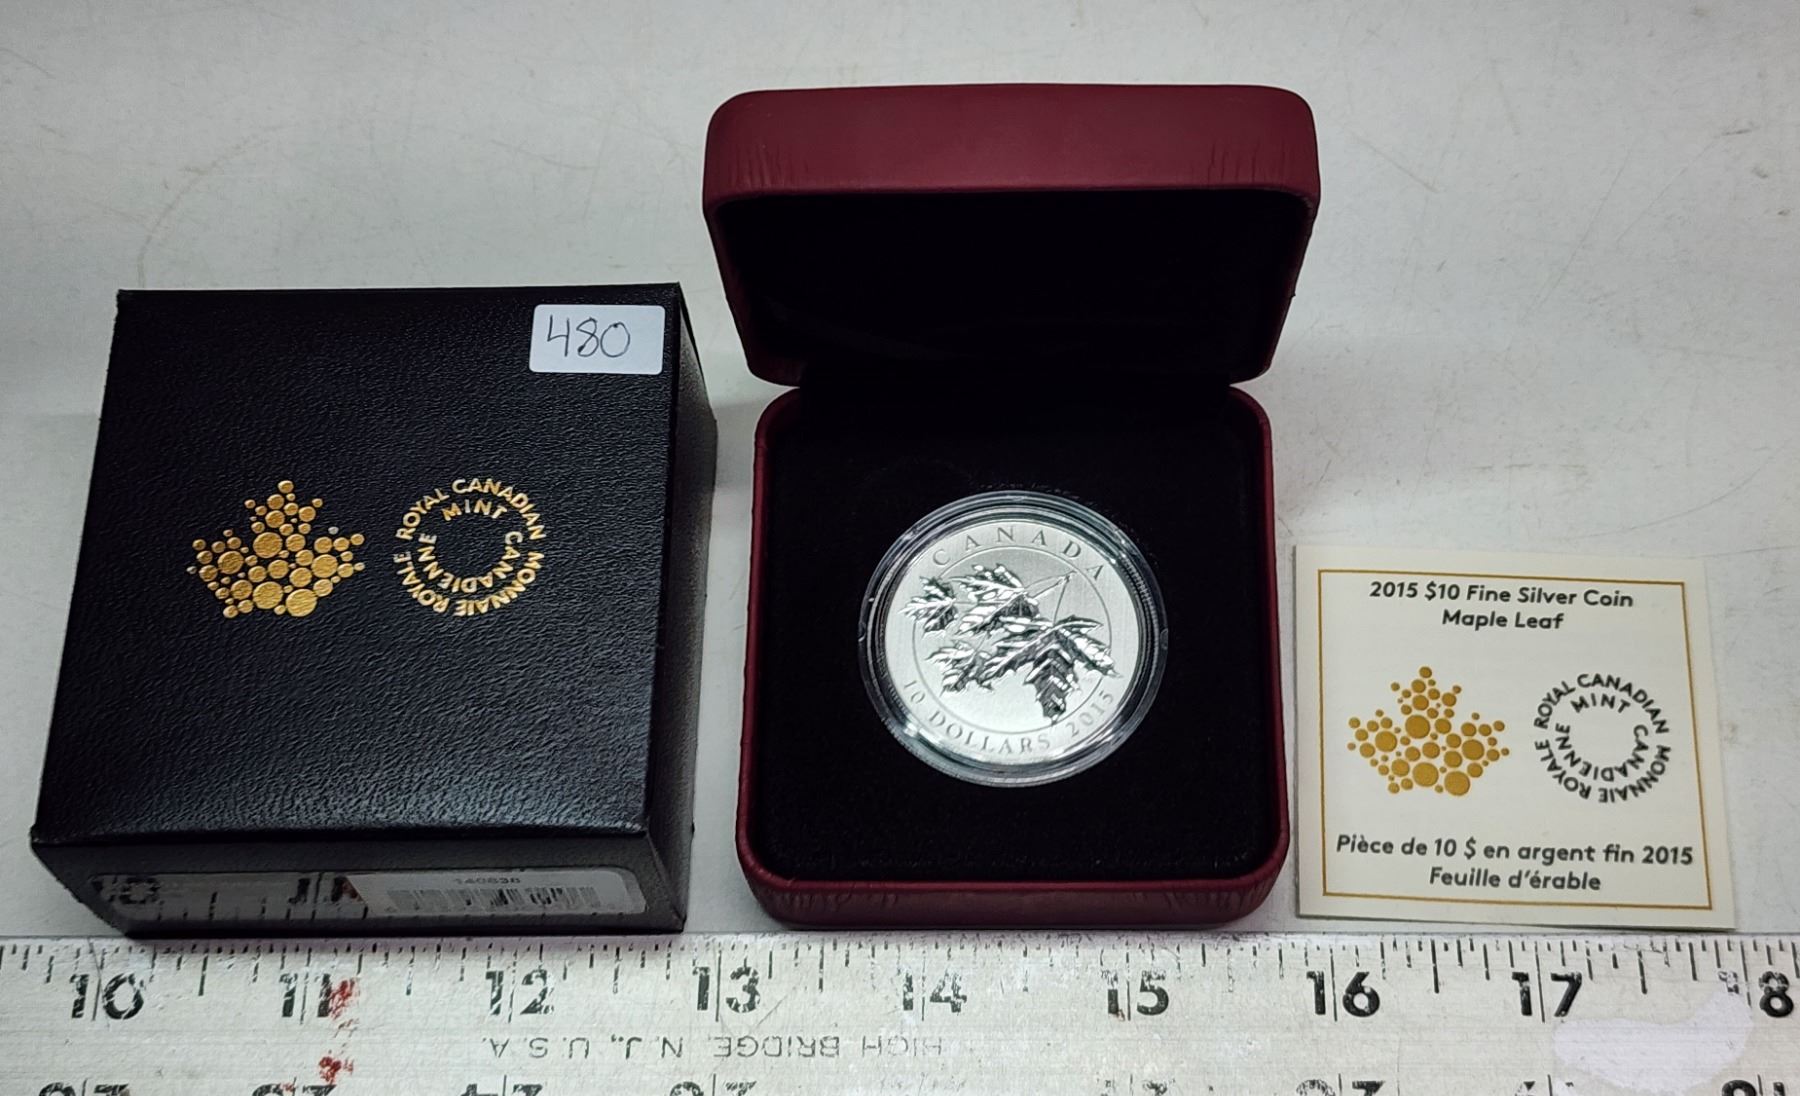 480
ROYAL CANADIAN MINT
MONNAIE ROYALE CANADIENNE
140838
CANADA
10 DOLLARS 2015
2015 $10 Fine Silver Coin
Maple Leaf
ROYAL CANADIAN MINT
MONNAIE ROYALE CANADIENNE
Pièce de 10 $ en argent fin 2015
Feuille d'érable
10 11 12 13 14 15 16 17 18
HIGH BRIDGE, N.J., U.S.A.